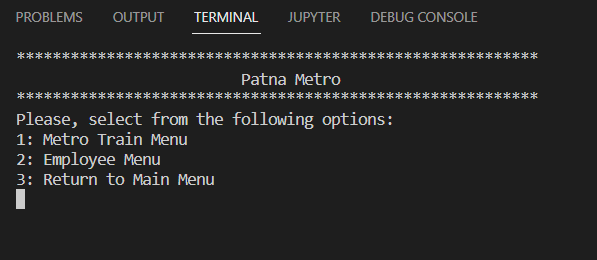 PROBLEMS OUTPUT TERMINAL JUPYTER DEBUG CONSOLE
**********************************************************
Patna Metro
**********************************************************
Please, select from the following options:
1: Metro Train Menu
2: Employee Menu
3: Return to Main Menu